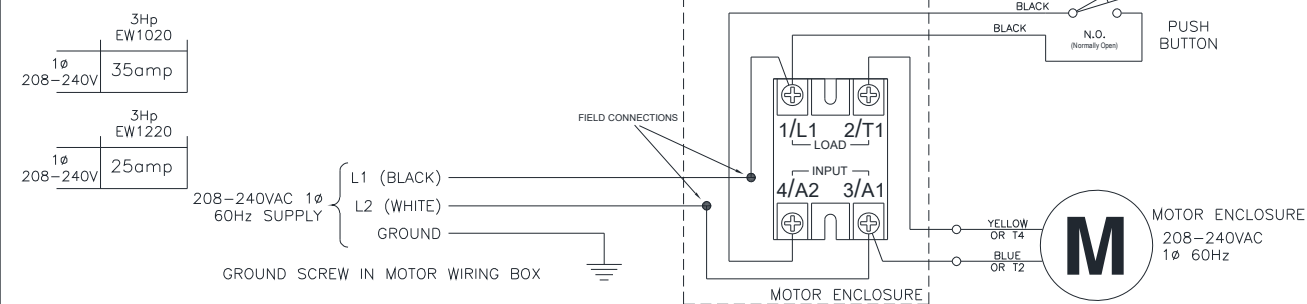 3Hp
EW1020
1ø
208-240V
35amp
3Hp
EW1220
1ø
208-240V
25amp
208-240VAC 1ø
60Hz SUPPLY
L1 (BLACK)
L2 (WHITE)
GROUND
GROUND SCREW IN MOTOR WIRING BOX
FIELD CONNECTIONS
BLACK
BLACK
N.O.
(Normally Open)
PUSH
BUTTON
1/L1 2/T1
LOAD
INPUT
4/A2 3/A1
YELLOW
OR T4
BLUE
OR T2
M
MOTOR ENCLOSURE
208-240VAC
1ø 60Hz
MOTOR ENCLOSURE